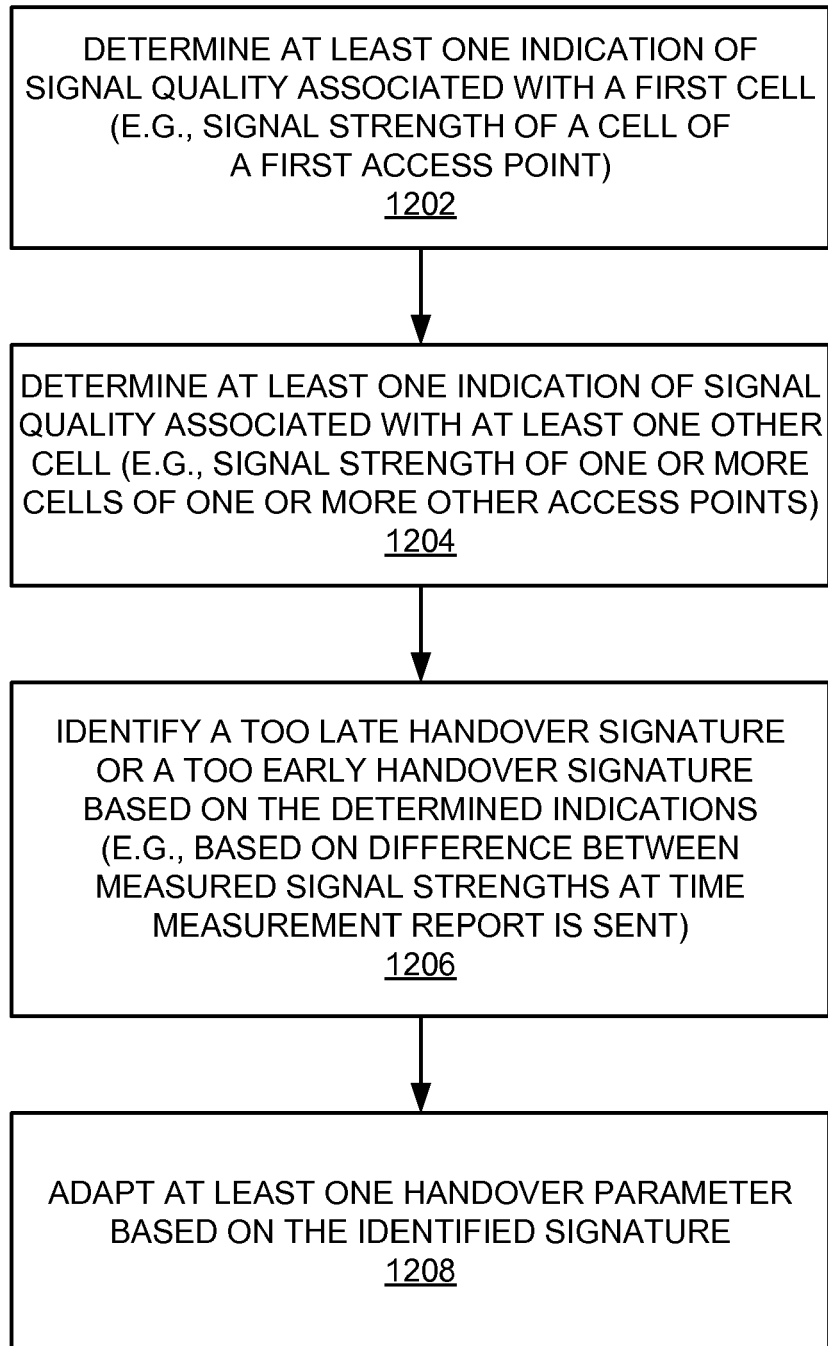 DETERMINE AT LEAST ONE INDICATION OF
SIGNAL QUALITY ASSOCIATED WITH A FIRST CELL
(E.G., SIGNAL STRENGTH OF A CELL OF
A FIRST ACCESS POINT)
1202
DETERMINE AT LEAST ONE INDICATION OF SIGNAL
QUALITY ASSOCIATED WITH AT LEAST ONE OTHER
CELL (E.G., SIGNAL STRENGTH OF ONE OR MORE
CELLS OF ONE OR MORE OTHER ACCESS POINTS)
1204
IDENTIFY A TOO LATE HANDOVER SIGNATURE
OR A TOO EARLY HANDOVER SIGNATURE
BASED ON THE DETERMINED INDICATIONS
(E.G., BASED ON DIFFERENCE BETWEEN
MEASURED SIGNAL STRENGTHS AT TIME
MEASUREMENT REPORT IS SENT)
1206
ADAPT AT LEAST ONE HANDOVER PARAMETER
BASED ON THE IDENTIFIED SIGNATURE
1208